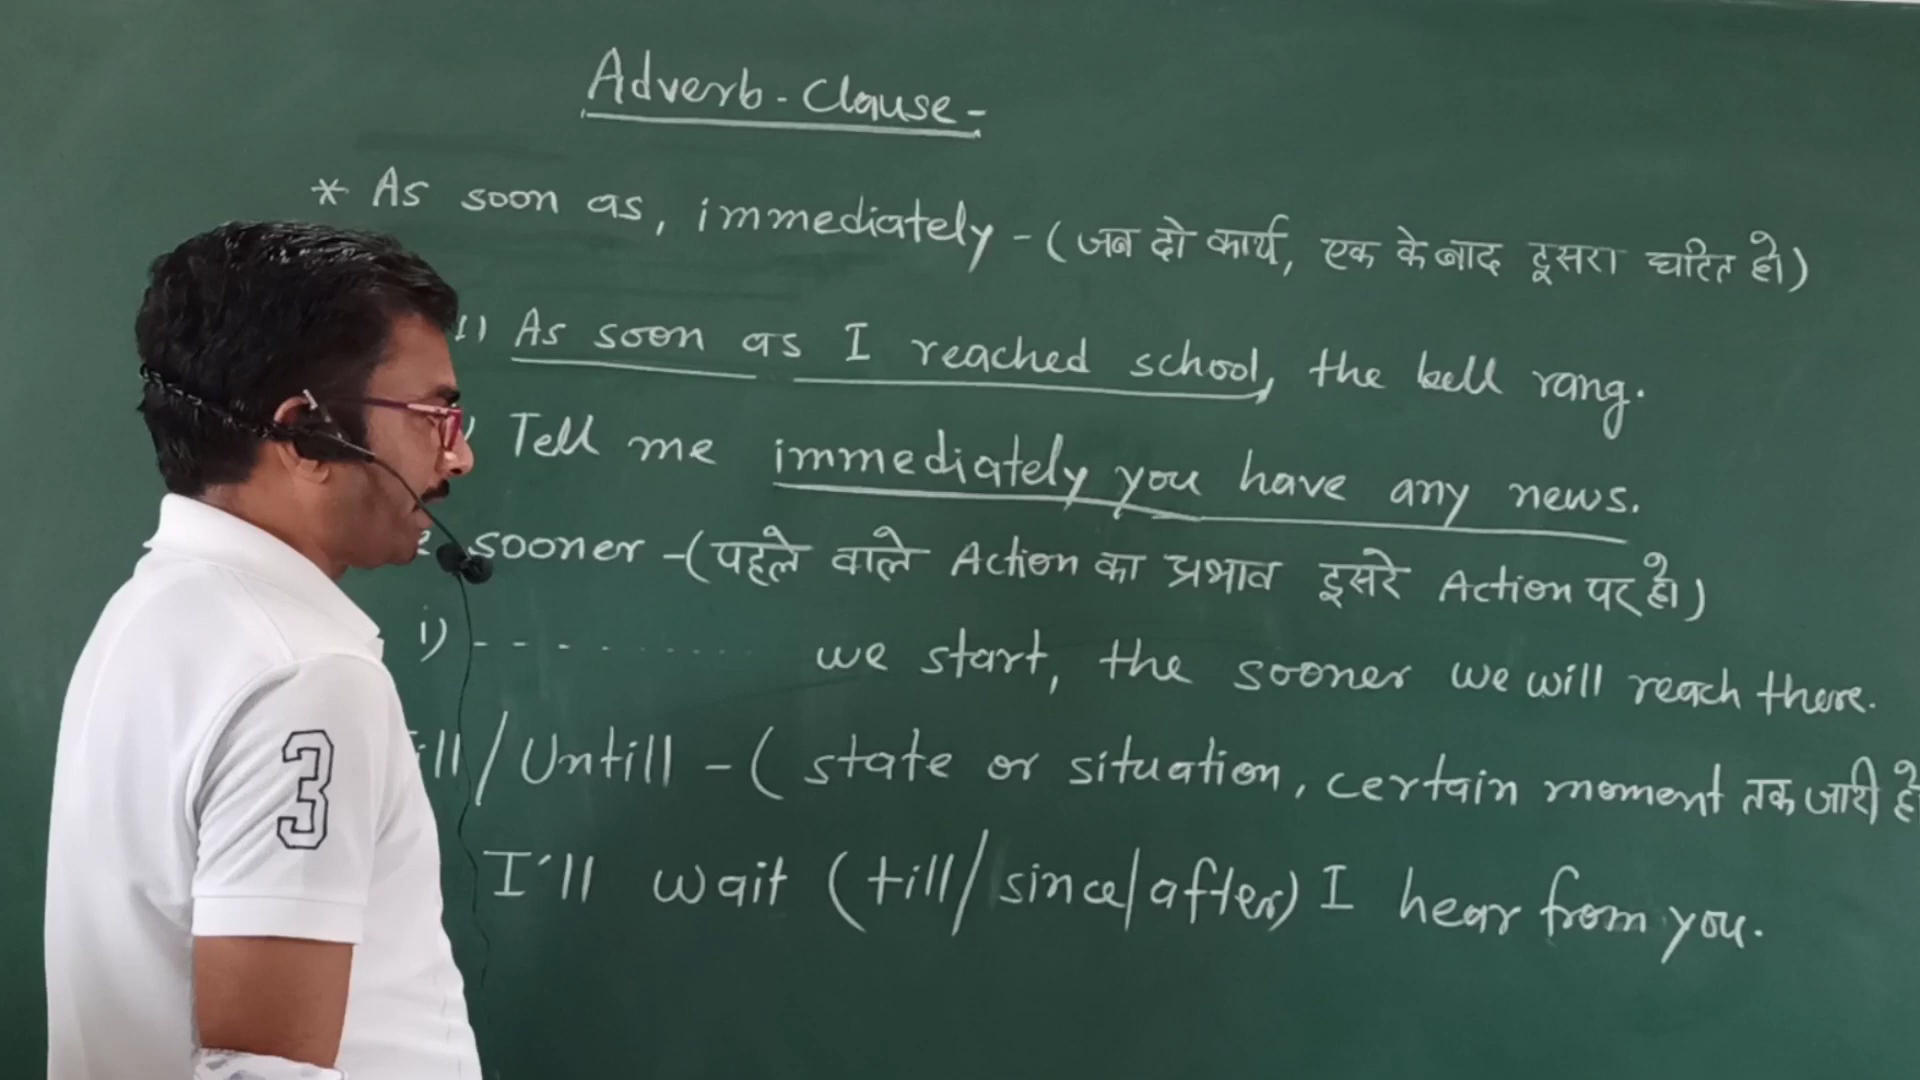 Adverb-Clause-
* As soon as, immediately - (जब दो कार्य, एक के बाद दूसरा घटित हो)
1) As soon as I reached school, the bell rang.
) Tell me immediately you have any news.
sooner - (पहले वाले Action का प्रभाव दूसरे Action पर हो)
i) - - - - - - - - - - we start, the sooner we will reach there.
ill/Untill - ( state or situation, certain moment तक जारी हो
I'll wait (till/since/after) I hear from you.
3